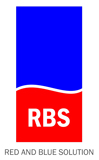 RBS
RED AND BLUE SOLUTION